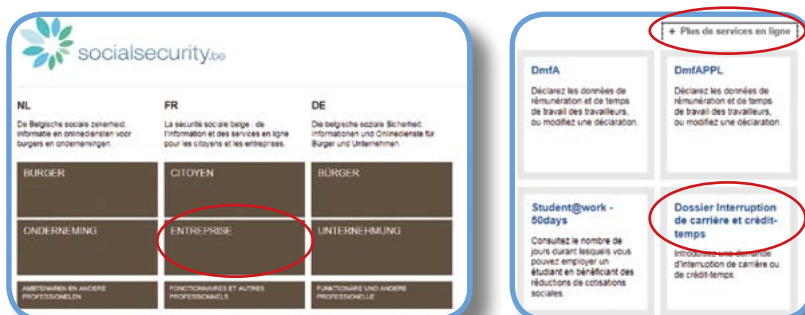 socialsecurity.be
NL
De Belgische sociale zekerheid:
informatie en onlinediensten voor
burgers en ondernemingen.
FR
La sécurité sociale belge : de
l'information et des services en ligne
pour les citoyens et les entreprises.
DE
Die belgische soziale Sicherheit:
Informationen und Onlinedienste für
Bürger und Unternehmen.
BURGER
CITOYEN
BÜRGER
ONDERNEMING
ENTREPRISE
UNTERNEHMUNG
AMBTENAREN EN ANDERE
PROFESSIONELEN
FONCTIONNAIRES ET AUTRES
PROFESSIONNELS
FUNKTIONÄRE UND ANDERE
PROFESSIONELLE
+ Plus de services en ligne
DmfA
Déclarez les données de
rémunération et de temps
de travail des travailleurs,
ou modifiez une déclaration.
DmfAPPL
Déclarez les données de
rémunération et de temps
de travail des travailleurs,
ou modifiez une déclaration.
Student@work -
50days
Consultez le nombre de
jours durant lesquels vous
pouvez employer un
étudiant en bénéficiant des
réductions de cotisations
sociales.
Dossier Interruption
de carrière et crédit-
temps
Introduisez une demande
d'interruption de carrière ou
de crédit-temps.